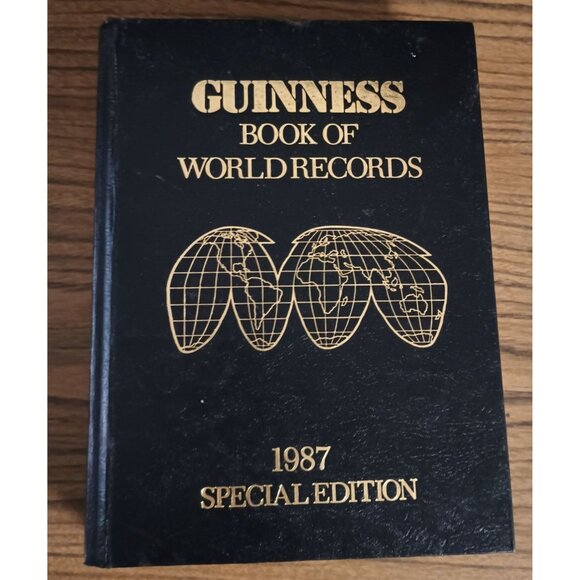 GUINNESS
BOOK OF
WORLD RECORDS
1987
SPECIAL EDITION